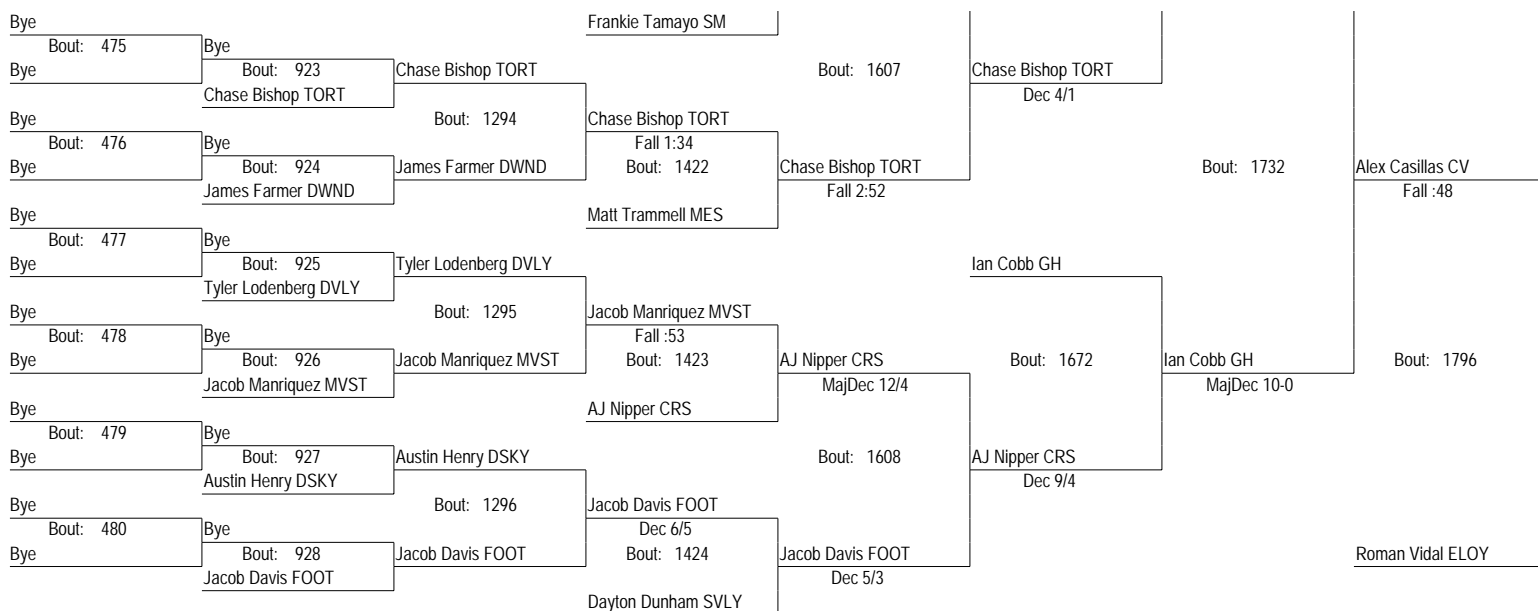 Bye Frankie Tamayo SM
Bout: 475 Bye
Bye Bout: 923 Chase Bishop TORT Bout: 1607 Chase Bishop TORT
Chase Bishop TORT Dec 4/1
Bye Bout: 1294 Chase Bishop TORT
Bout: 476 Bye Fall 1:34
Bye Bout: 924 James Farmer DWND Bout: 1422 Chase Bishop TORT Bout: 1732 Alex Casillas CV
James Farmer DWND Fall 2:52 Fall :48
Bye Matt Trammell MES
Bout: 477 Bye
Bye Bout: 925 Tyler Lodenberg DVLY Ian Cobb GH
Tyler Lodenberg DVLY
Bye Bout: 1295 Jacob Manriquez MVST
Bout: 478 Bye Fall :53
Bye Bout: 926 Jacob Manriquez MVST Bout: 1423 AJ Nipper CRS Bout: 1672 Ian Cobb GH Bout: 1796
Jacob Manriquez MVST MajDec 12/4 MajDec 10-0
Bye AJ Nipper CRS
Bout: 479 Bye
Bye Bout: 927 Austin Henry DSKY Bout: 1608 AJ Nipper CRS
Austin Henry DSKY Dec 9/4
Bye Bout: 1296 Jacob Davis FOOT
Bout: 480 Bye Dec 6/5
Bye Bout: 928 Jacob Davis FOOT Bout: 1424 Jacob Davis FOOT Roman Vidal ELOY
Jacob Davis FOOT Dec 5/3
Dayton Dunham SVLY